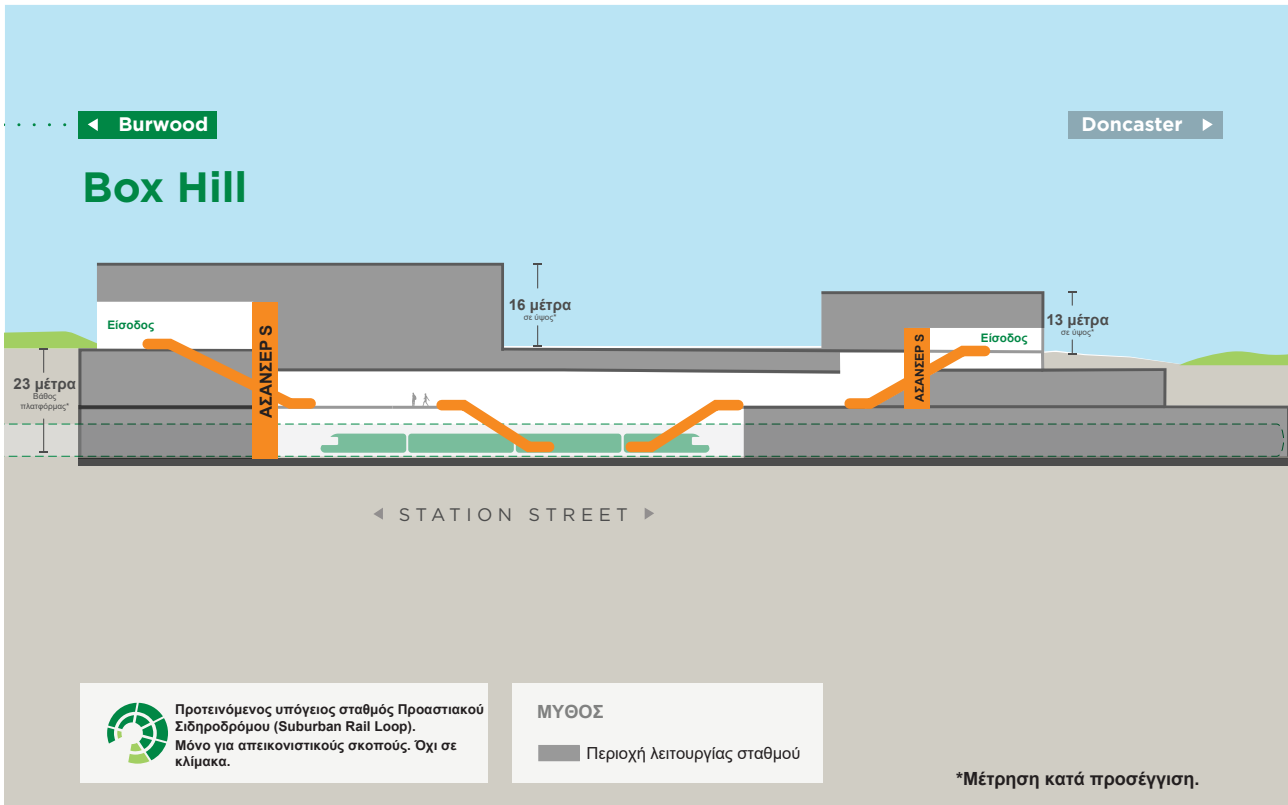 Burwood
Doncaster
Box Hill
16 μέτρα
σε ύψος*
13 μέτρα
σε ύψος*
Είσοδος
Είσοδος
ΑΣΑΝΣΕΡ S
ΑΣΑΝΣΕΡ S
23 μέτρα
Βάθος
πλατφόρμας*
STATION STREET
Προτεινόμενος υπόγειος σταθμός Προαστιακού
Σιδηροδρόμου (Suburban Rail Loop).
Μόνο για απεικονιστικούς σκοπούς. Όχι σε
κλίμακα.
ΜΥΘΟΣ
Περιοχή λειτουργίας σταθμού
*Μέτρηση κατά προσέγγιση.